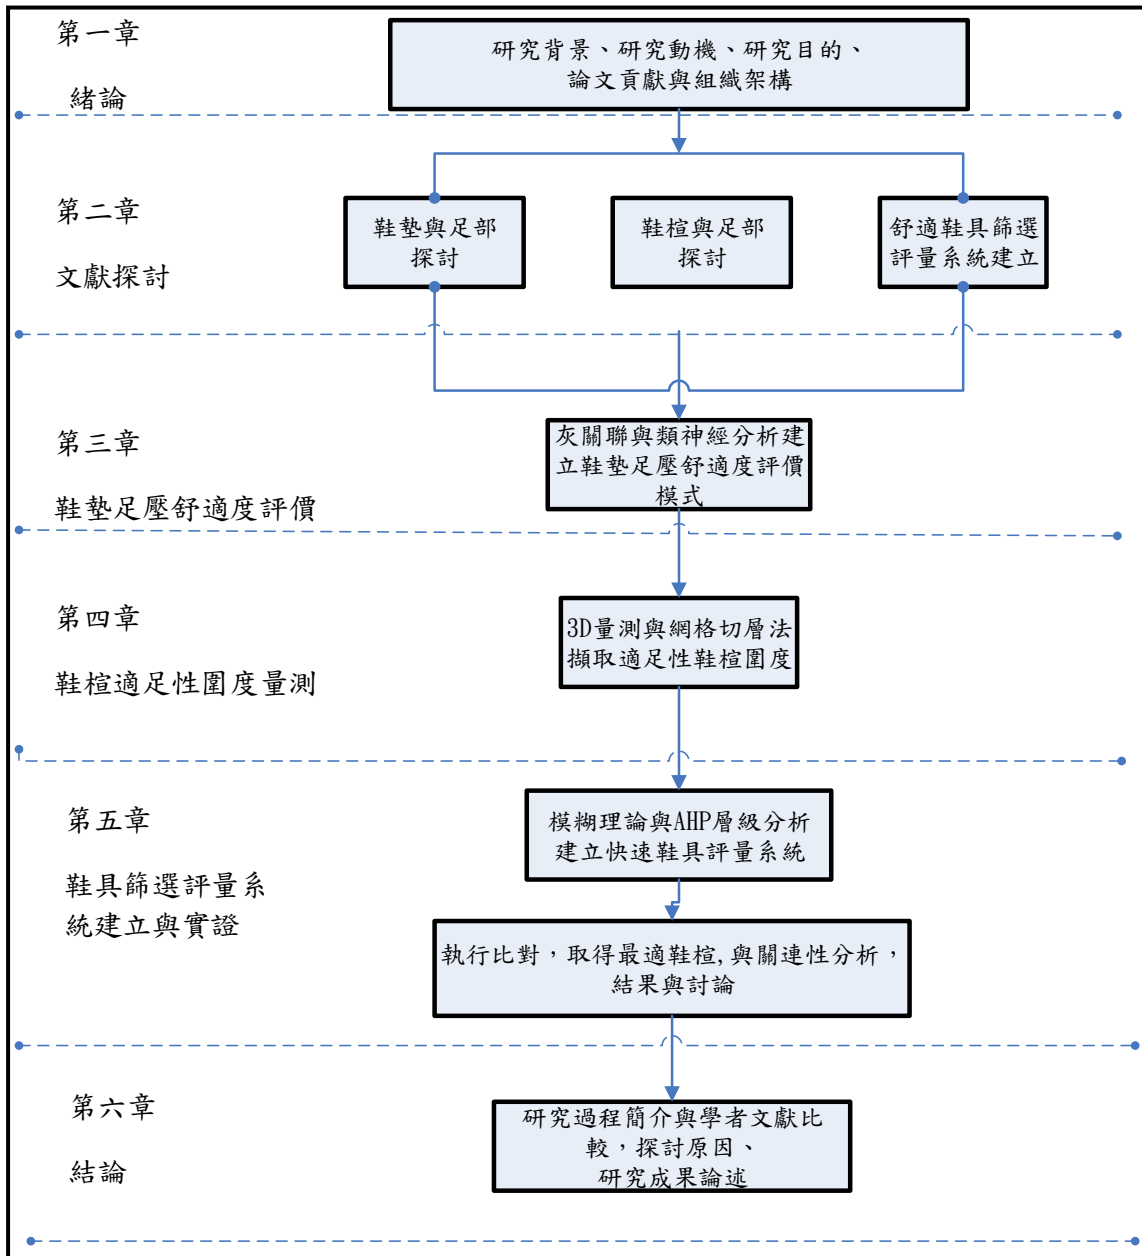 第一章
緒論
研究背景、研究動機、研究目的、
論文貢獻與組織架構
第二章
文獻探討
鞋墊與足部
探討
鞋楦與足部
探討
舒適鞋具篩選
評量系統建立
第三章
鞋墊足壓舒適度評價
灰關聯與類神經分析建
立鞋墊足壓舒適度評價
模式
第四章
鞋楦適足性圍度量測
3D量測與網格切層法
擷取適足性鞋楦圍度
第五章
鞋具篩選評量系
統建立與實證
模糊理論與AHP層級分析
建立快速鞋具評量系統
執行比對，取得最適鞋楦,與關連性分析，
結果與討論
第六章
結論
研究過程簡介與學者文獻比
較，探討原因、
研究成果論述